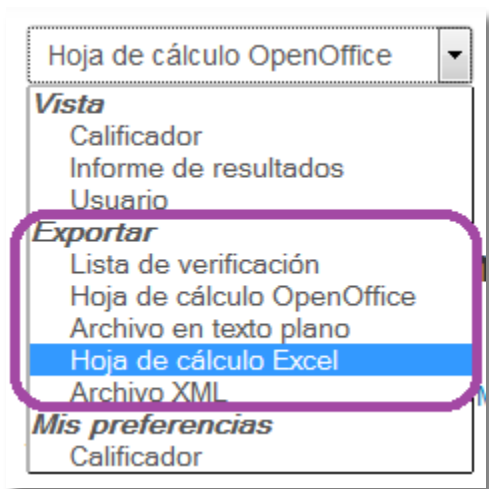 Hoja de cálculo OpenOffice
Vista
Calificador
Informe de resultados
Usuario
Exportar
Lista de verificación
Hoja de cálculo OpenOffice
Archivo en texto plano
Hoja de cálculo Excel
Archivo XML
Mis preferencias
Calificador